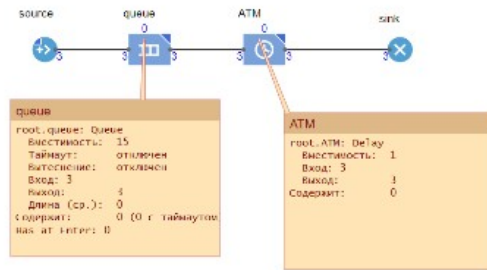 source queue ATM sink
0 0
3 3 3 3 3 3
queue
root.queue: Queue
Вместимость: 15
Таймаут: отключен
Вытеснение: отключен
Вход: 3
Выход: 3
Длина (ср.): 0
Содержит: 0 (0 г таймаутом
Has at Enter: 0
ATM
root.ATM: Delay
Вместимость: 1
Вход: 3
Выход: 3
Содержит: 0